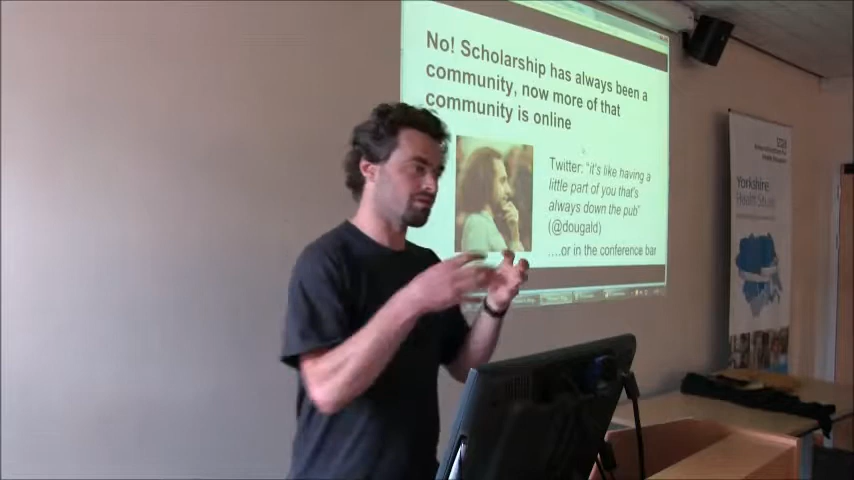 No! Scholarship has always been a
community, now more of that
community is online
Twitter: "it's like having a
little part of you that's
always down the pub"
(@dougald)
....or in the conference bar
Yorkshire
Health Study